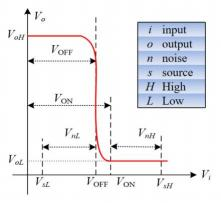 V_o
V_oH
V_OFF
V_ON
V_nL
V_nH
V_oL
V_sL
V_OFF
V_ON
V_sH
V_i
i input
o output
n noise
s source
H High
L Low